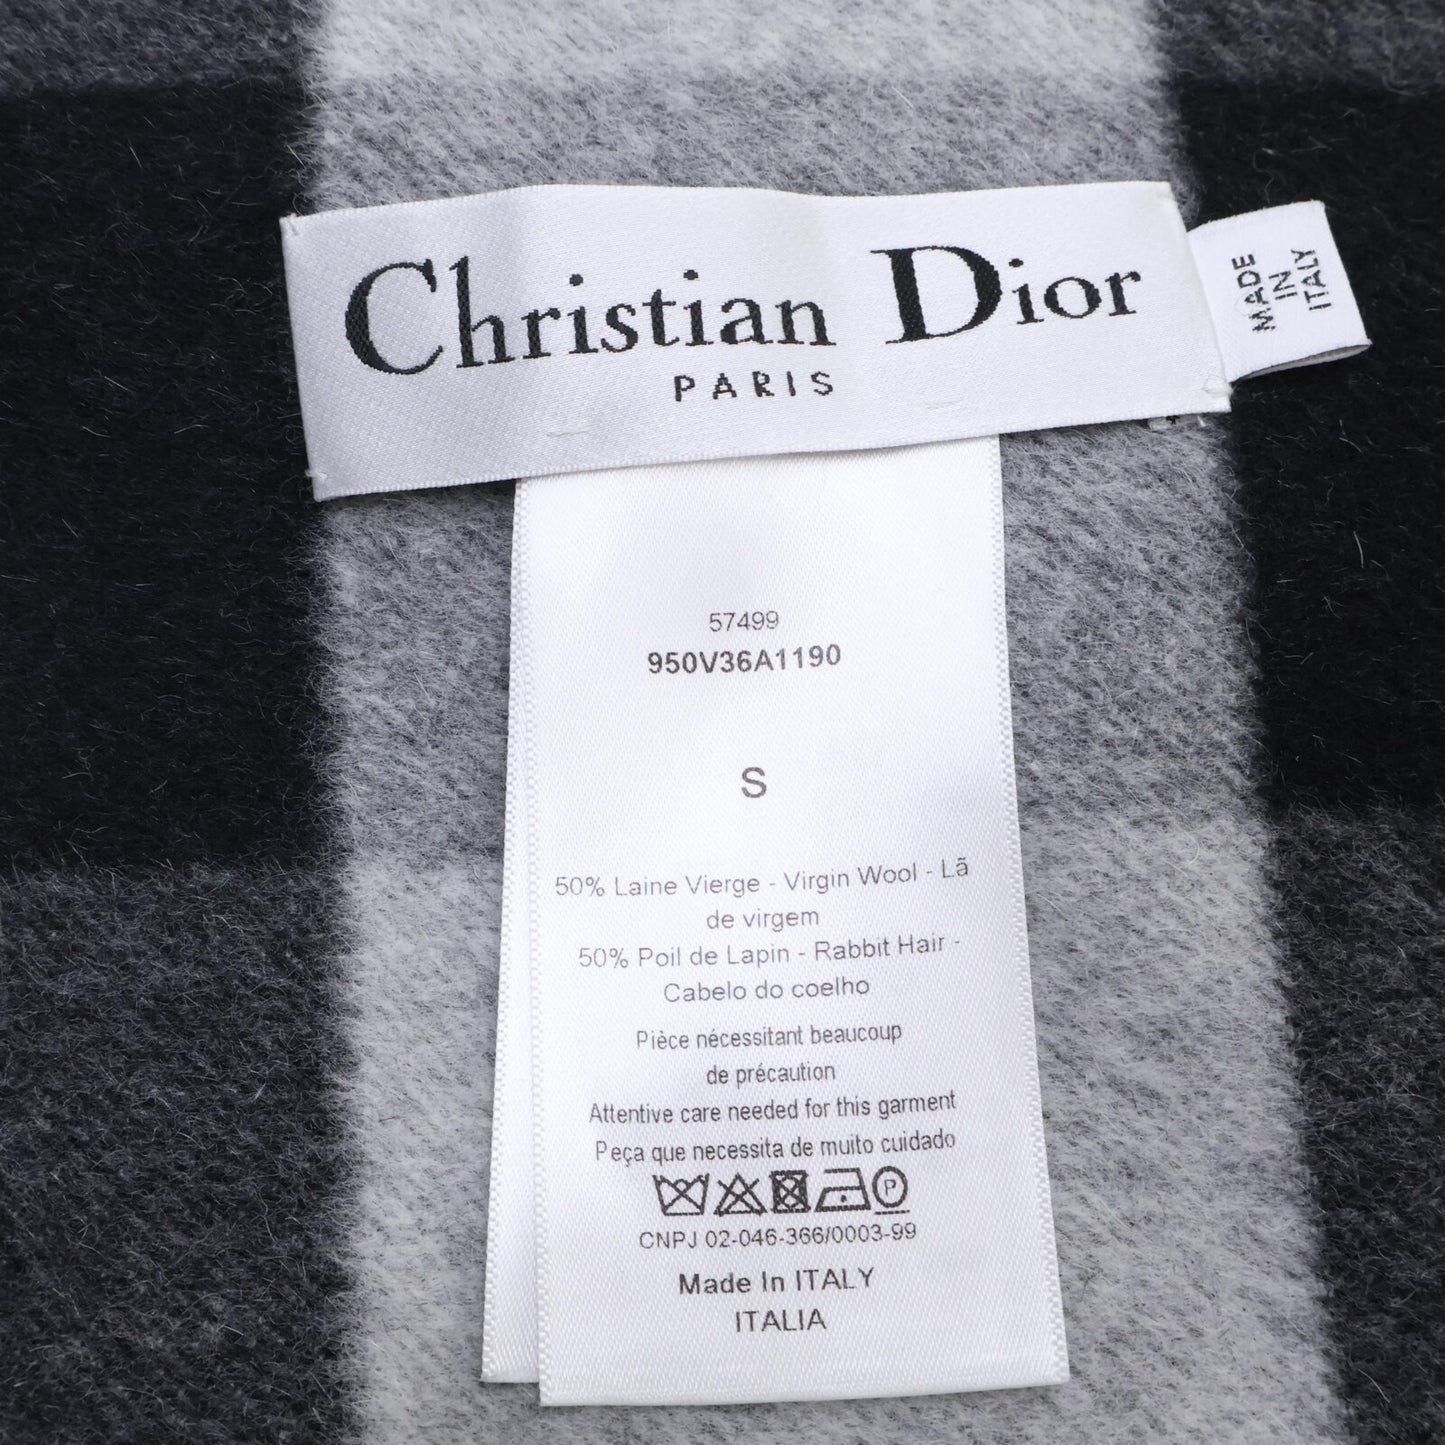 Christian Dior
PARIS
MADE
IN
ITALY
57499
950V36A1190
S
50% Laine Vierge - Virgin Wool - Lã
de virgem
50% Poil de Lapin - Rabbit Hair -
Cabelo do coelho
Pièce nécessitant beaucoup
de précaution
Attentive care needed for this garment
Peça que necessita de muito cuidado
P
CNPJ 02-046-366/0003-99
Made In ITALY
ITALIA